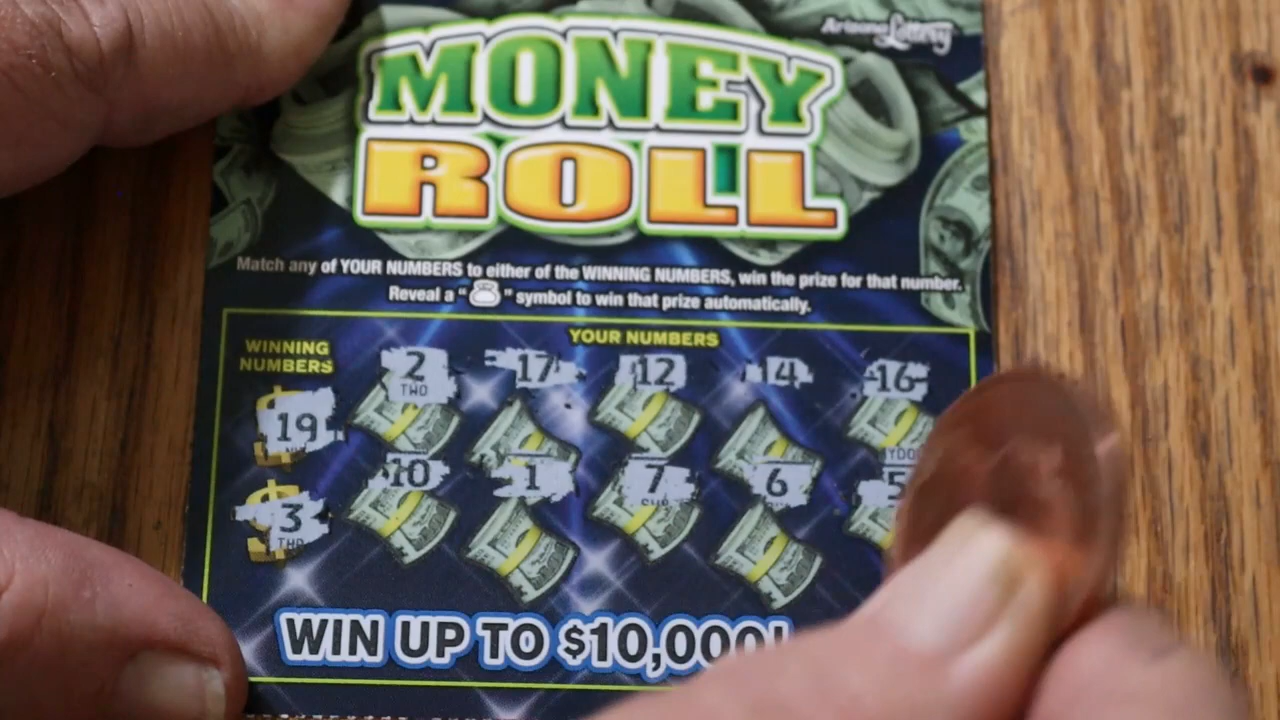 Arizona Lottery
MONEY
ROLL
Match any of YOUR NUMBERS to either of the WINNING NUMBERS, win the prize for that number.
Reveal a " " symbol to win that prize automatically.
YOUR NUMBERS
WINNING
NUMBERS
2 17 12 14 16
TWO
19
10 1 7 6 5
3
THR
WIN UP TO $10,000!